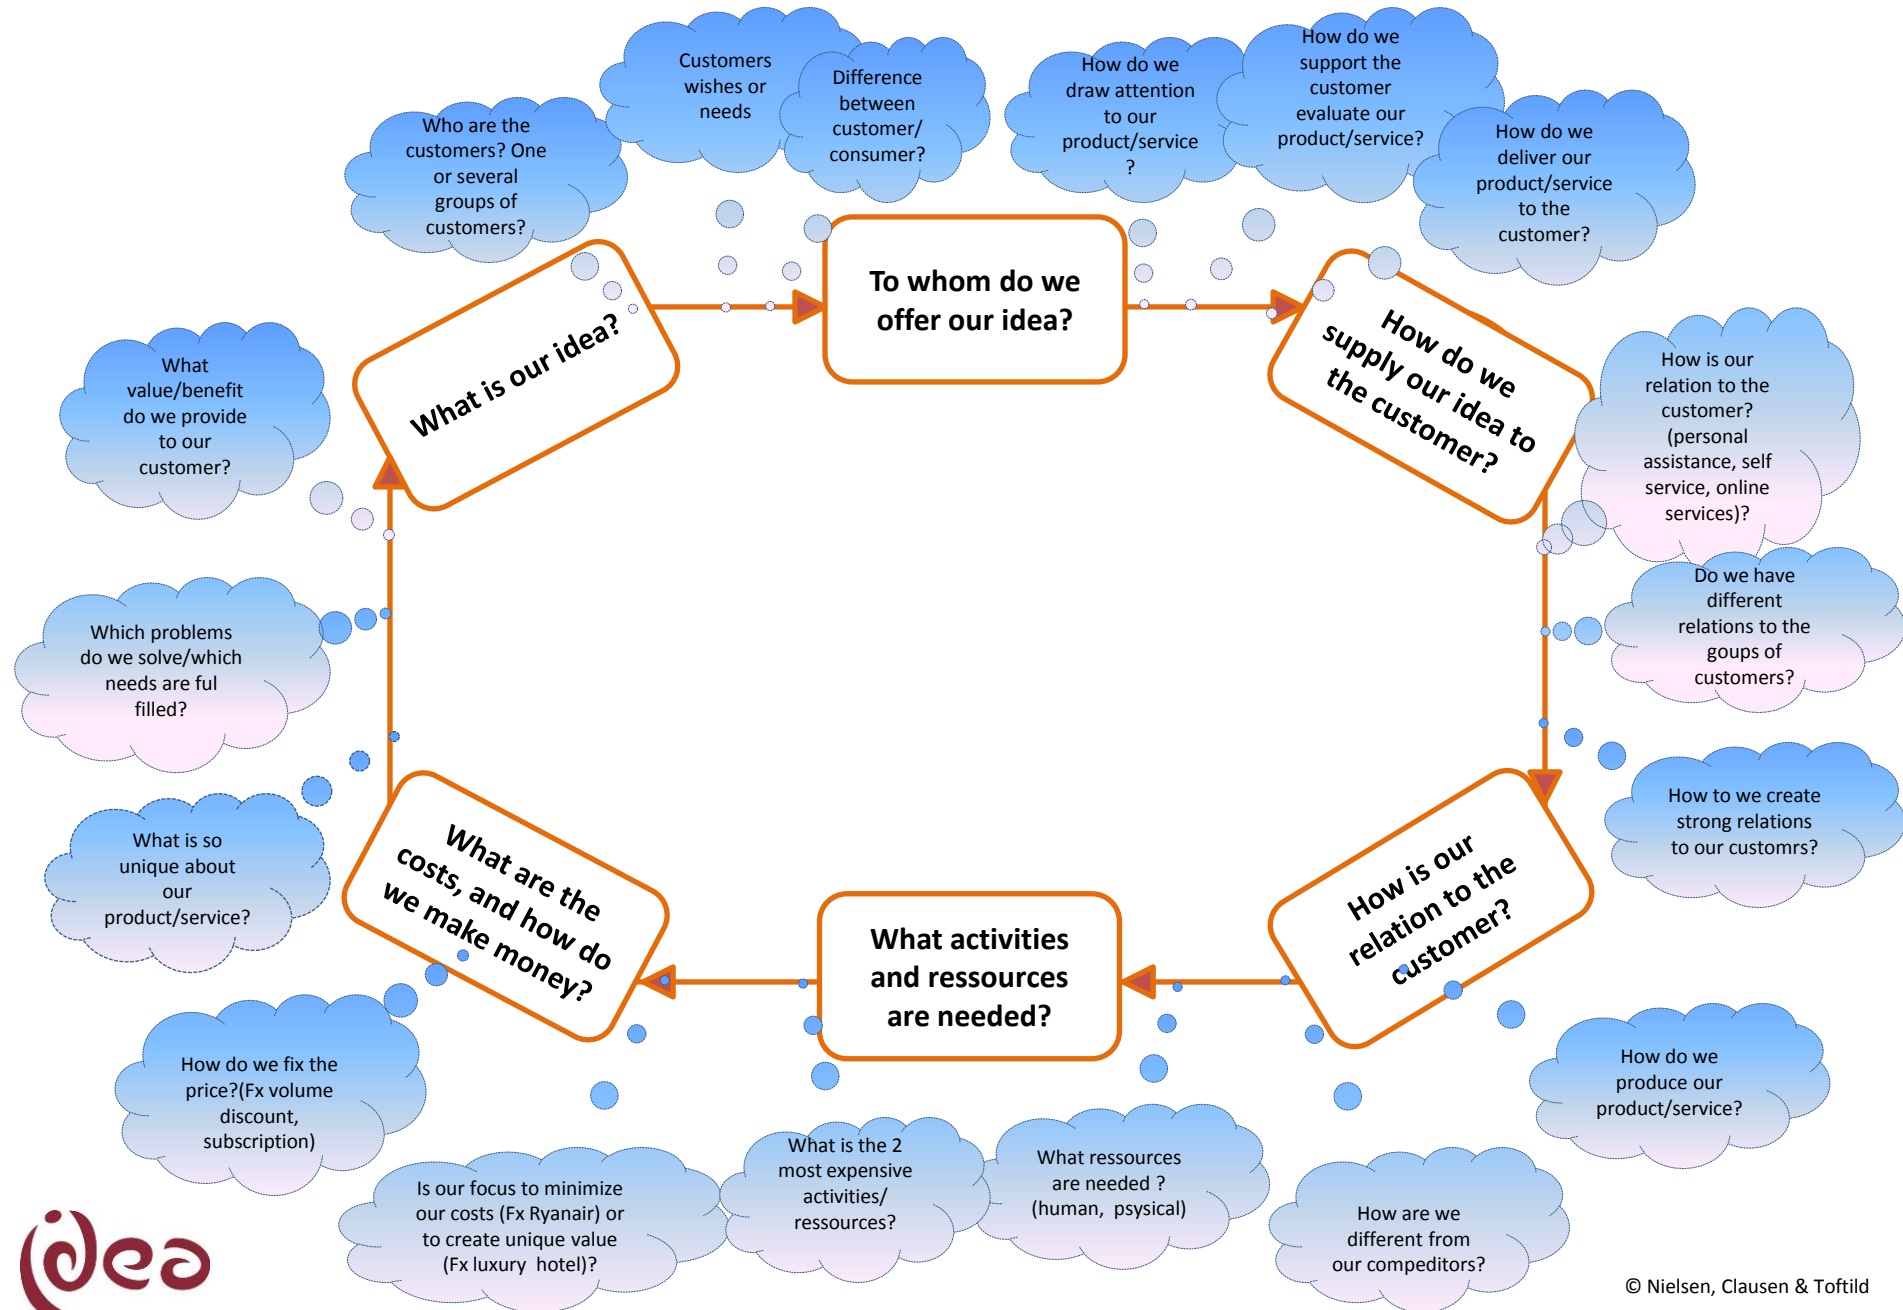 Customers
wishes or
needs
Difference
between
customer/
consumer?
Who are the
customers? One
or several
groups of
customers?
How do we
draw attention
to our
product/service
?
How do we
support the
customer
evaluate our
product/service?
How do we
deliver our
product/service
to the
customer?
What is our idea?
To whom do we
offer our idea?
How do we
supply our idea to
the customer?
What
value/benefit
do we provide
to our
customer?
How is our
relation to the
customer?
(personal
assistance, self
service, online
services)?
Which problems
do we solve/which
needs are ful
filled?
Do we have
different
relations to the
goups of
customers?
What is so
unique about
our
product/service?
How to we create
strong relations
to our customrs?
What are the
costs, and how do
we make money?
What activities
and ressources
are needed?
How is our
relation to the
customer?
How do we fix the
price?(Fx volume
discount,
subscription)
Is our focus to minimize
our costs (Fx Ryanair) or
to create unique value
(Fx luxury hotel)?
What is the 2
most expensive
activities/
ressources?
What ressources
are needed ?
(human, psysical)
How are we
different from
our compeditors?
How do we
produce our
product/service?
idea
© Nielsen, Clausen & Toftild